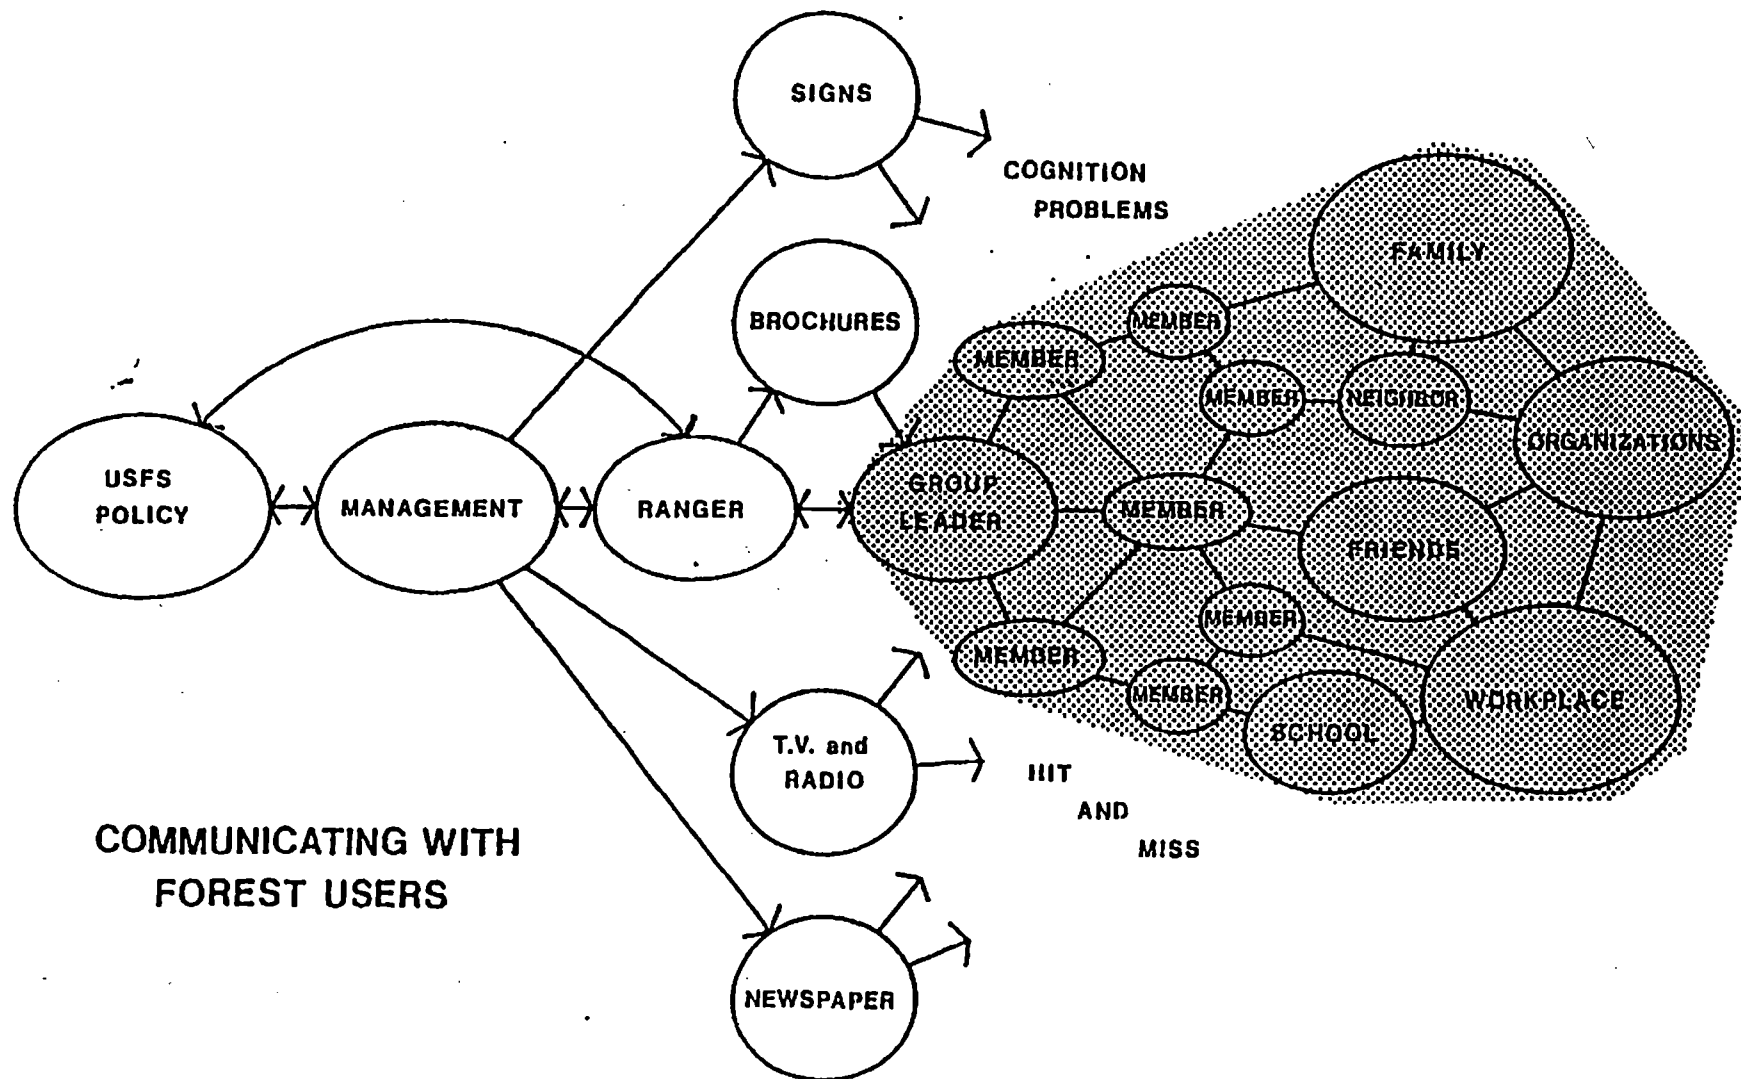 SIGNS
COGNITION
PROBLEMS
FAMILY
BROCHURES
MEMBER
MEMBER
MEMBER
NEIGHBOR
ORGANIZATIONS
USFS
POLICY
MANAGEMENT
RANGER
GROUP
LEADER
MEMBER
FRIENDS
MEMBER
MEMBER
MEMBER
WORKPLACE
SCHOOL
T.V. and
RADIO
HIT
AND
MISS
COMMUNICATING WITH
FOREST USERS
NEWSPAPER